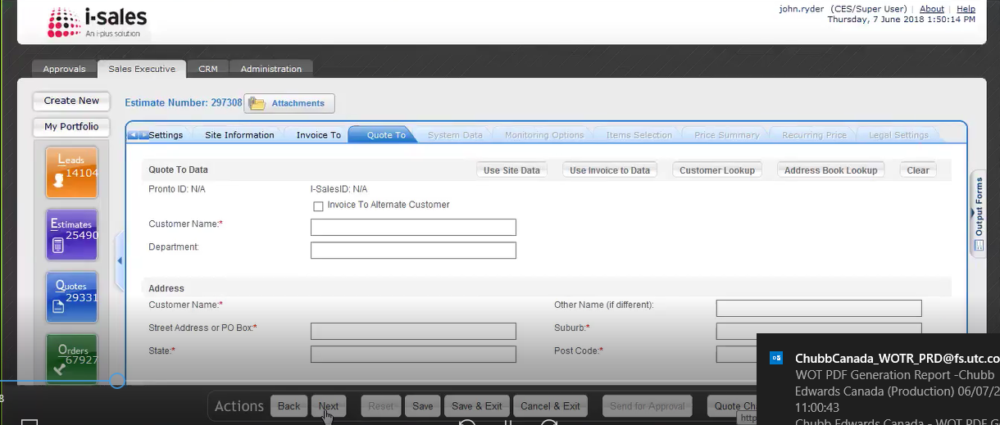 i-sales
An i-plus solution
john.ryder (CES/Super User) About Help
Thursday, 7 June 2018 1:50:14 PM
Approvals Sales Executive CRM Administration
Create New
My Portfolio
Leads
14104
Estimates
25490
Quotes
29331
Orders
67927
Estimate Number: 297308 Attachments
Settings Site Information Invoice To Quote To System Data Monitoring Options Items Selection Price Summary Recurring Price Legal Settings
Quote To Data Use Site Data Use Invoice to Data Customer Lookup Address Book Lookup Clear
Pronto ID: N/A I-SalesID: N/A
Invoice To Alternate Customer
Customer Name:*
Department:
Address
Customer Name:* Other Name (if different):
Street Address or PO Box:* Suburb:*
State:* Post Code:*
Output Forms
8
Actions Back Next Reset Save Save & Exit Cancel & Exit Send for Approval Quote Ch
http
ChubbCanada_WOTR_PRD@fs.utc.co
WOT PDF Generation Report -Chubb
Edwards Canada (Production) 06/07/2
11:00:43
Chubb Edwards Canada - WOT PDF G